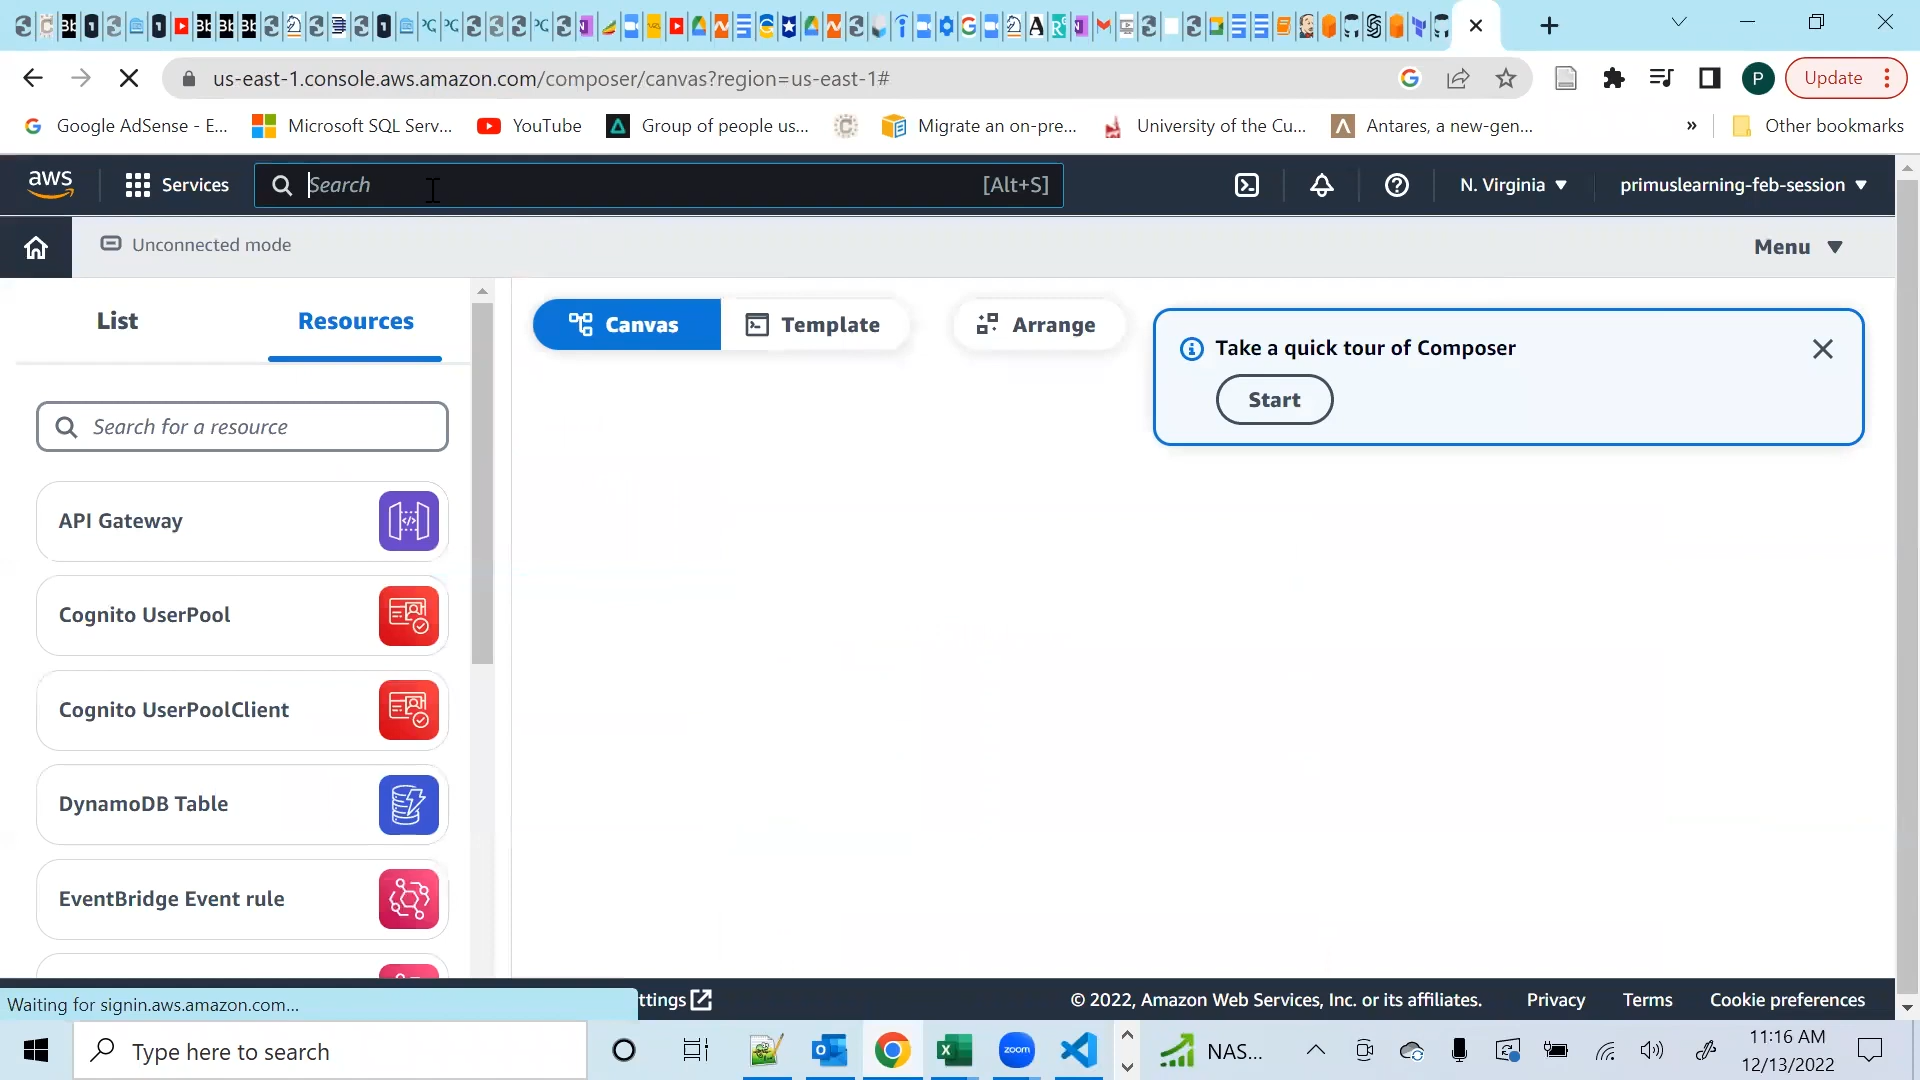 us-east-1.console.aws.amazon.com/composer/canvas?region=us-east-1#
P
Update
Google AdSense - E...
Microsoft SQL Serv...
YouTube
Group of people us...
Migrate an on-pre...
University of the Cu...
Antares, a new-gen...
»
Other bookmarks
aws
Services
Search
[Alt+S]
N. Virginia
primuslearning-feb-session
Unconnected mode
Menu
List
Resources
Canvas
Template
Arrange
Take a quick tour of Composer
Start
Search for a resource
API Gateway
Cognito UserPool
Cognito UserPoolClient
DynamoDB Table
EventBridge Event rule
Waiting for signin.aws.amazon.com...
ttings
© 2022, Amazon Web Services, Inc. or its affiliates.
Privacy
Terms
Cookie preferences
Type here to search
zoom
NAS...
11:16 AM
12/13/2022